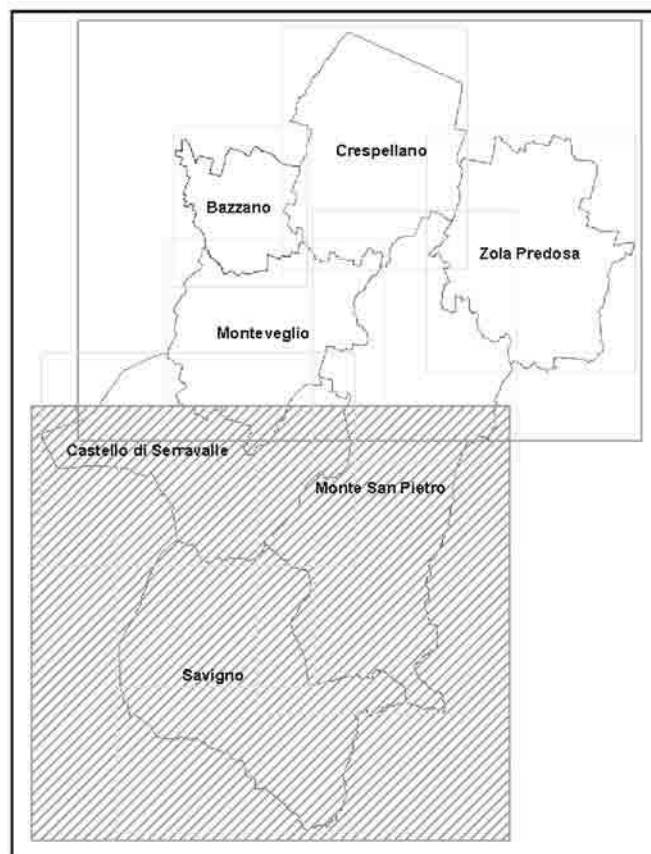 Crespellano
Bazzano
Zola Predosa
Monteveglio
Castello di Serravalle
Monte San Pietro
Savigno